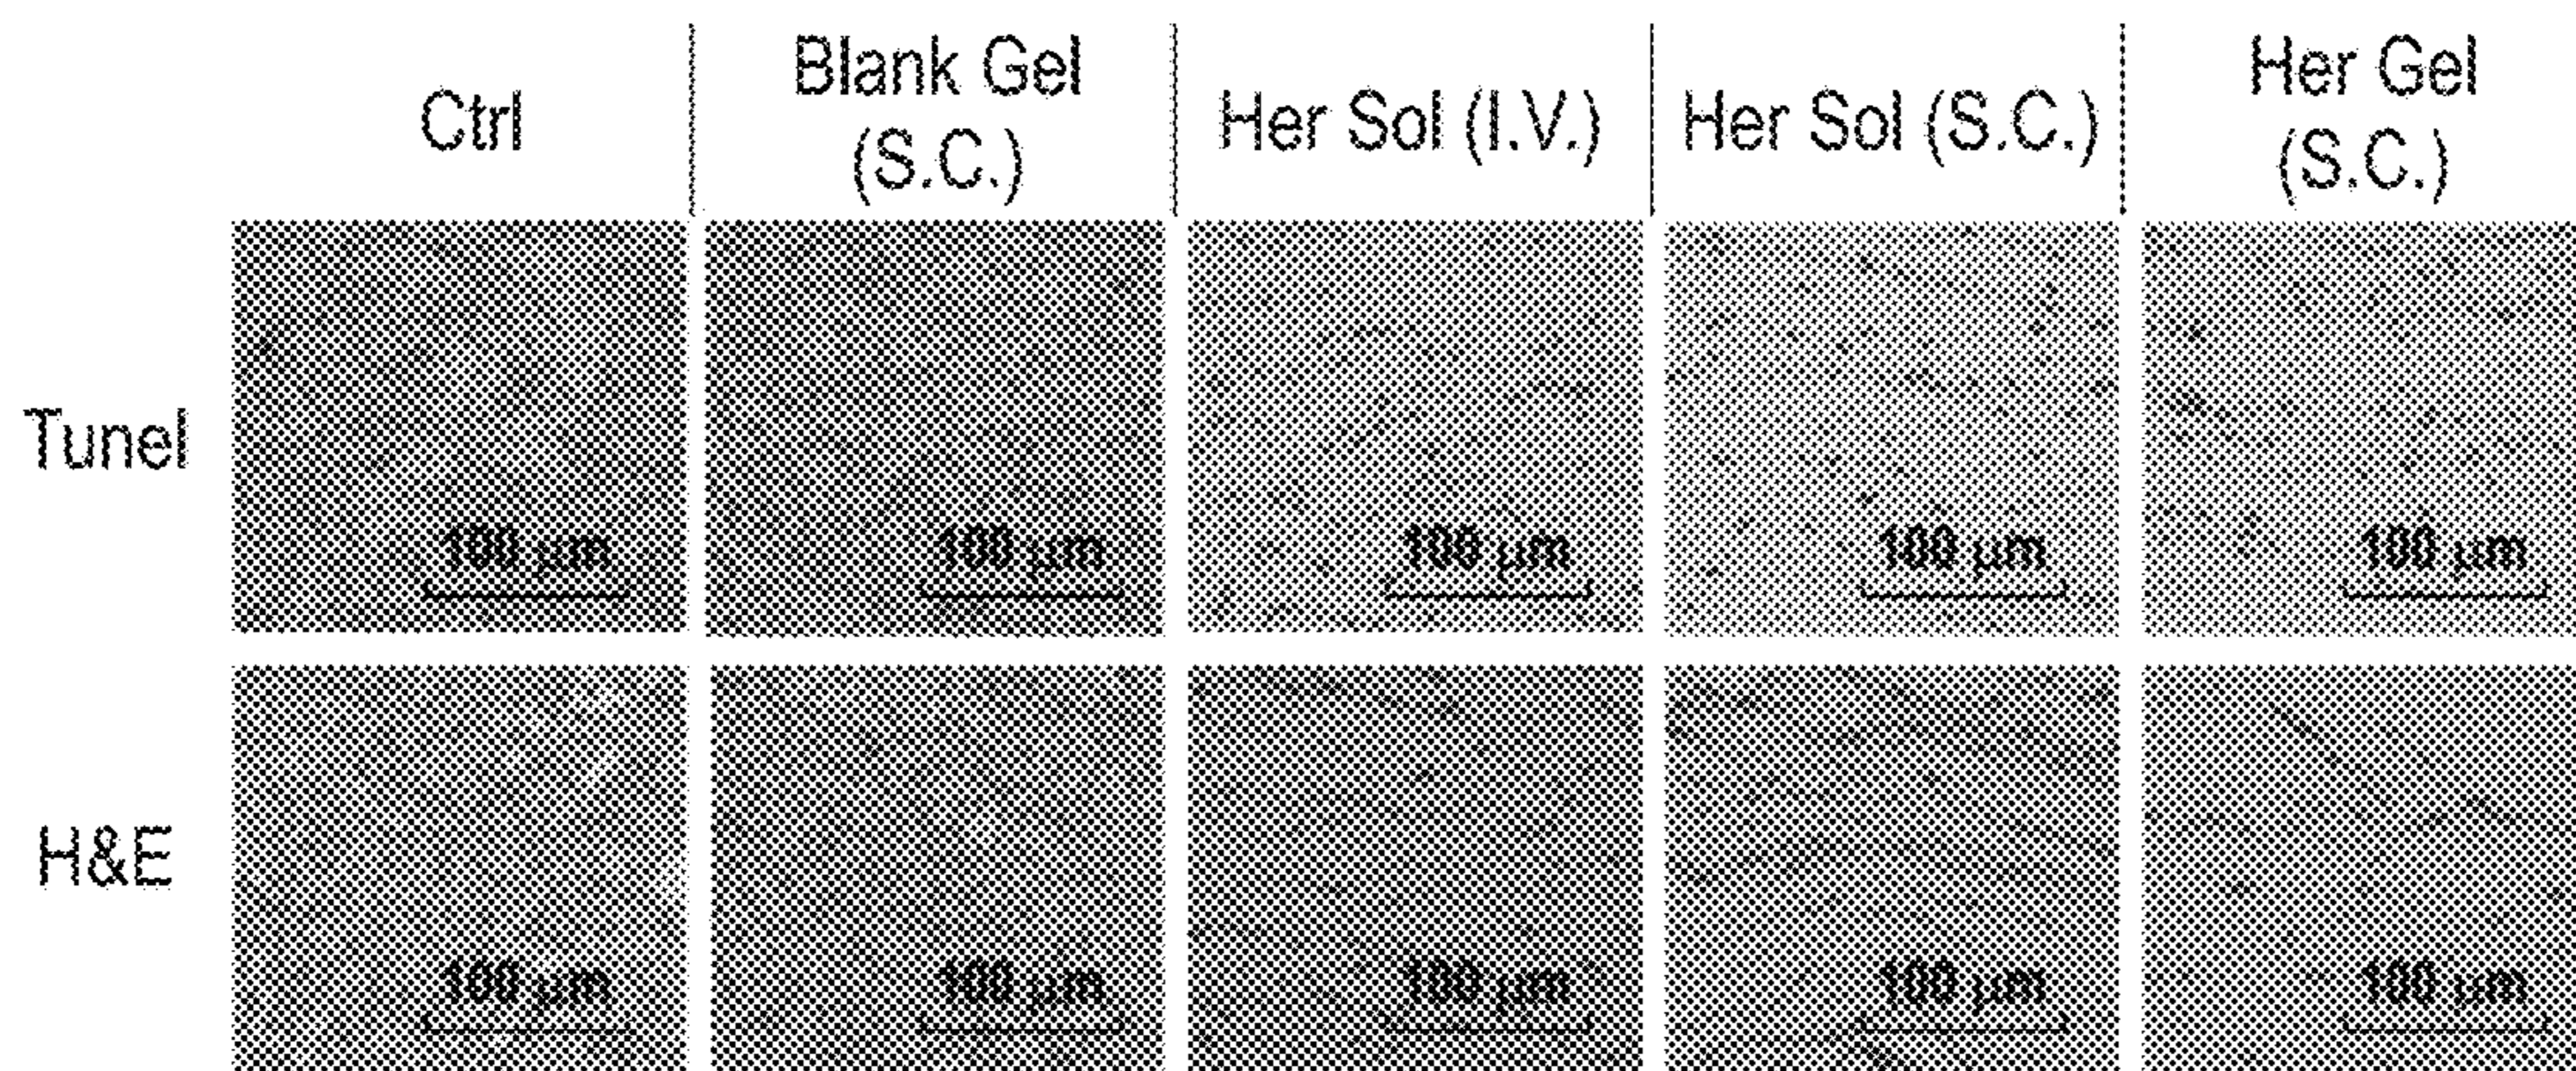 Ctrl
Blank Gel
(S.C.)
Her Sol (I.V.)
Her Sol (S.C.)
Her Gel
(S.C.)
Tunel
100 µm
100 µm
100 µm
100 µm
100 µm
H&E
100 µm
100 µm
100 µm
100 µm
100 µm